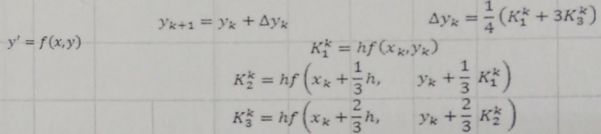 y_{k+1} = y_k + Δy_k    Δy_k = \frac{1}{4}(K_1^k + 3K_3^k)
y' = f(x,y)
K_1^k = hf(x_k, y_k)
K_2^k = hf(x_k + \frac{1}{3}h,    y_k + \frac{1}{3} K_1^k)
K_3^k = hf(x_k + \frac{2}{3}h,    y_k + \frac{2}{3} K_2^k)